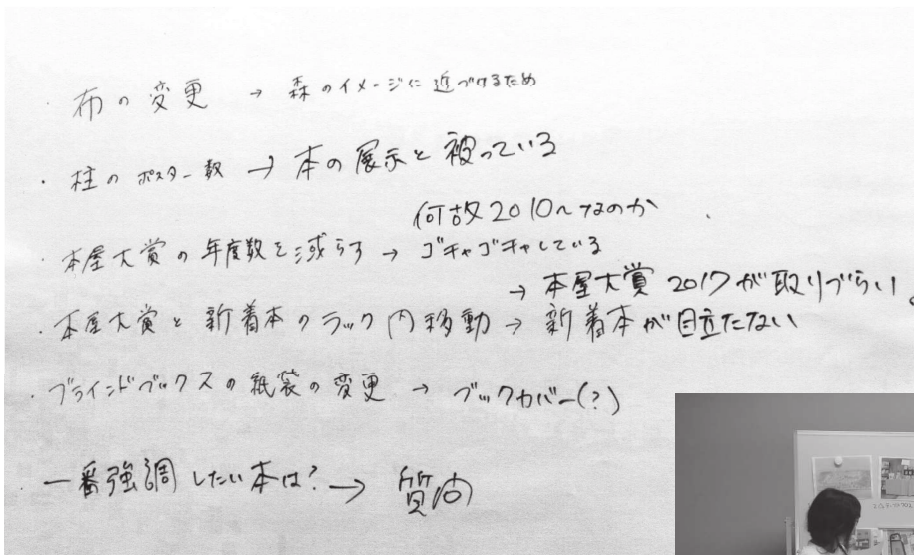 ・布の変更 → 森のイメージに近づけるため
・柱のポスター数 → 本の展示と被っている
何故2010〜なのか
・本屋大賞の年度数を減らす → ゴチャゴチャしている
→ 本屋大賞2017が取りづらい。
・本屋大賞と新着本のラック内移動 → 新着本が目立たない
・ブラインドブックスの紙袋の変更 → ブックカバー(?)
一番強調したい本は? → 質問